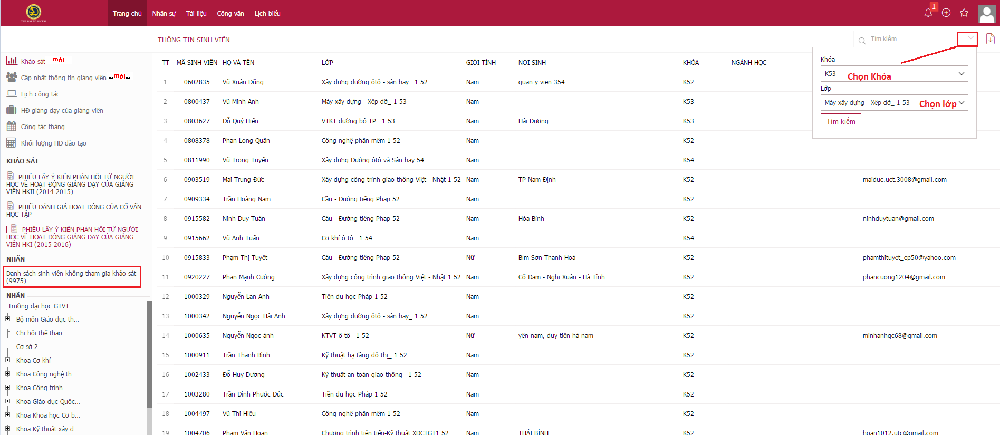 THE WAY TO SUCESS
Trang chủ Nhân sự Tài liệu Công văn Lịch biểu
1
THÔNG TIN SINH VIÊN
Tìm kiếm...
Khảo sát mới
Cập nhật thông tin giảng viên mới
Lịch công tác
HĐ giảng dạy của giảng viên
Công tác tháng
Khối lượng HĐ đào tạo
KHẢO SÁT
PHIẾU LẤY Ý KIẾN PHẢN HỒI TỪ NGƯỜI
HỌC VỀ HOẠT ĐỘNG GIẢNG DẠY CỦA GIẢNG
VIÊN HKII (2014-2015)
PHIẾU ĐÁNH GIÁ HOẠT ĐỘNG CỦA CỐ VẤN
HỌC TẬP
PHIẾU LẤY Ý KIẾN PHẢN HỒI TỪ NGƯỜI
HỌC VỀ HOẠT ĐỘNG GIẢNG DẠY CỦA GIẢNG
VIÊN HKI (2015-2016)
NHÃN
Danh sách sinh viên không tham gia khảo sát
(9975)
NHÃN
Trường đại học GTVT
Bộ môn Giáo dục th...
Chi hội thể thao
Cơ sở 2
Khoa Cơ khí
Khoa Công nghệ th...
Khoa Công trình
Khoa Giáo dục Quốc...
Khoa Khoa học Cơ b...
Khoa Kỹ thuật xây d...
TT MÃ SINH VIÊN HỌ VÀ TÊN LỚP GIỚI TÍNH NƠI SINH KHÓA NGÀNH HỌC
1 0602835 Vũ Xuân Dũng Xây dựng đường ôtô - sân bay_ 1 52 Nam quan y vien 354 K52
2 0800437 Vũ Minh Anh Máy xây dựng - Xếp dỡ_ 1 53 Nam K53
3 0803627 Đỗ Quý Hiển VTKT đường bộ TP_ 1 53 Nam Hải Dương K53
4 0808378 Phan Long Quân Công nghệ phần mềm 1 52 Nam K52
5 0811990 Vũ Trọng Tuyến Xây dựng Đường ôtô và Sân bay 54 Nam K54
6 0903519 Mai Trung Đức Xây dựng công trình giao thông Việt - Nhật 1 52 Nam TP Nam Định K52 maiduc.uct.3008@gmail.com
7 0909334 Trần Hoàng Nam Cầu - Đường tiếng Phap 52 Nam K52
8 0915582 Ninh Duy Tuấn Cầu - Đường tiếng Phap 52 Nam Hòa Bình K52 ninhduytuan@gmail.com
9 0915662 Vũ Anh Tuấn Cơ khí ô tô_ 1 54 Nam K54
10 0915833 Phạm Thị Tuyết Cầu - Đường tiếng Phap 52 Nữ Bỉm Sơn Thanh Hoá K52 phamthituyet_cp50@yahoo.com
11 0920227 Phan Mạnh Cường Xây dựng công trình giao thông Việt - Nhật 1 52 Nam Cổ Đam - Nghi Xuân - Hà Tĩnh K52 phancuong1204@gmail.com
12 1000329 Nguyễn Lan Anh Tiền du học Pháp 1 52 Nam K52
13 1000342 Nguyễn Ngọc Hải Anh Xây dựng đường ôtô - sân bay_ 1 52 Nam K52
14 1000635 Nguyễn Ngọc ánh KTVT ô tô_ 1 52 Nữ yên nam, duy tiên hà nam K52 minhanhqc68@gmail.com
15 1000911 Trần Thanh Bình Kỹ thuật hạ tầng đô thị_ 1 52 Nam K52
16 1002433 Đỗ Huy Dương Kỹ thuật an toàn giao thông_ 1 52 Nam K52
17 1003280 Trần Đình Phước Đức Tiền du học Pháp 1 52 Nam K52
18 1004497 Vũ Thị Hiếu Công nghệ phần mềm 1 52 Nam K52
19 1004706 Phạm Văn Hoan Chương trình tiên tiến-Kỹ thuật XDCTGT1 52 Nam THÁI BÌNH K52 hoan1012.utc@gmail.com
Khóa
K53 Chọn Khóa
Lớp
Máy xây dựng - Xếp dỡ_ 1 53 Chọn lớp
Tìm kiếm